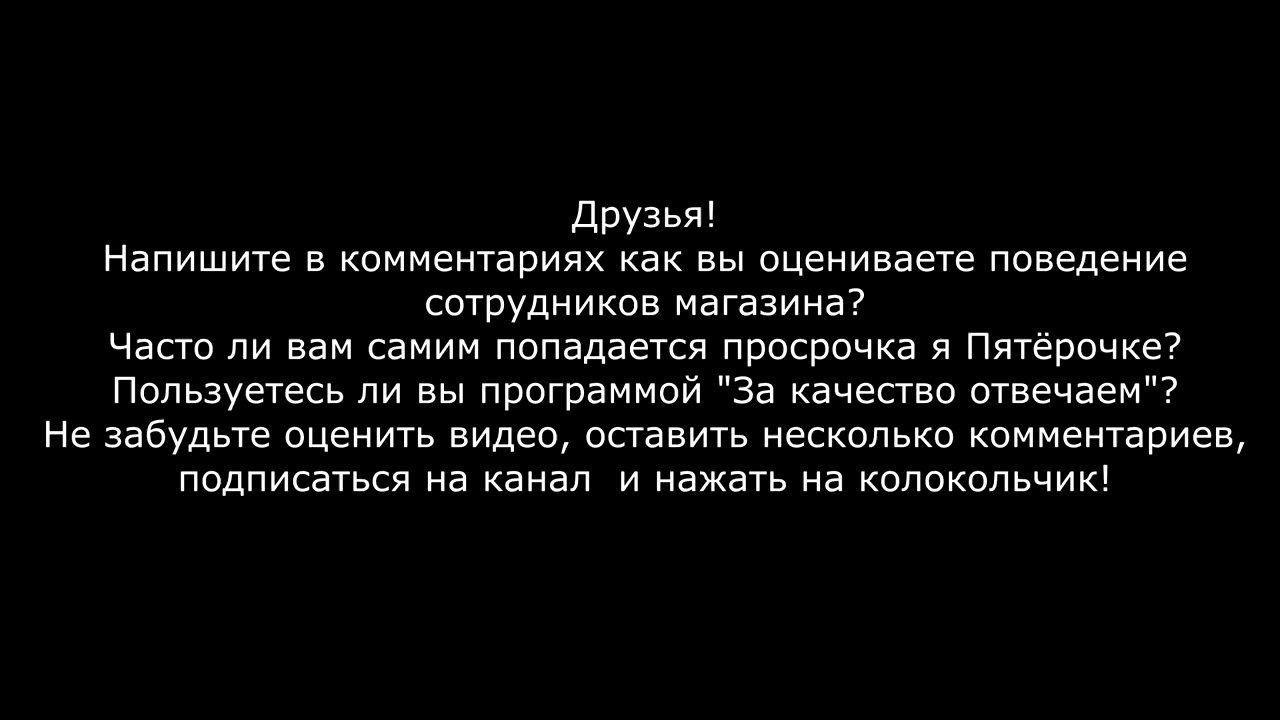 Друзья!
Напишите в комментариях как вы оцениваете поведение
сотрудников магазина?
Часто ли вам самим попадается просрочка я Пятёрочке?
Пользуетесь ли вы программой "За качество отвечаем"?
Не забудьте оценить видео, оставить несколько комментариев,
подписаться на канал  и нажать на колокольчик!